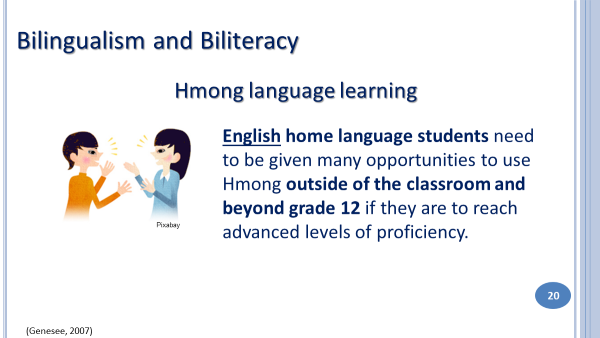 Bilingualism and Biliteracy
Hmong language learning
English home language students need
to be given many opportunities to use
Hmong outside of the classroom and
beyond grade 12 if they are to reach
advanced levels of proficiency.
Pixabay
20
(Genesee, 2007)